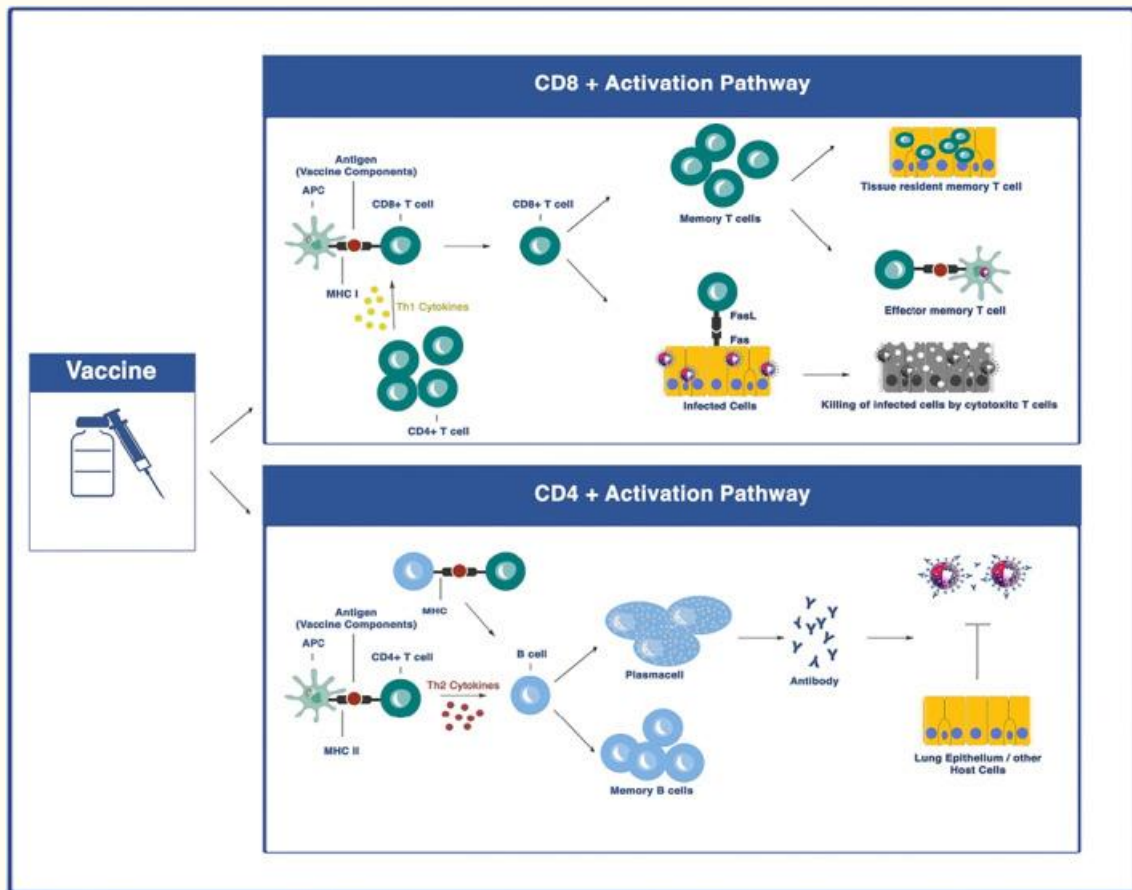 CD8 + Activation Pathway
Antigen
(Vaccine Components)
APC
CD8+ T cell
MHC I
Th1 Cytokines
CD4+ T cell
CD8+ T cell
Memory T cells
Tissue resident memory T cell
Effector memory T cell
FasL
Fas
Infected Cells
Killing of infected cells by cytotoxitc T cells
Vaccine
CD4 + Activation Pathway
MHC
Antigen
(Vaccine Components)
APC
CD4+ T cell
MHC II
Th2 Cytokines
B cell
Plasmacell
Memory B cells
Antibody
Lung Epithelium / other
Host Cells